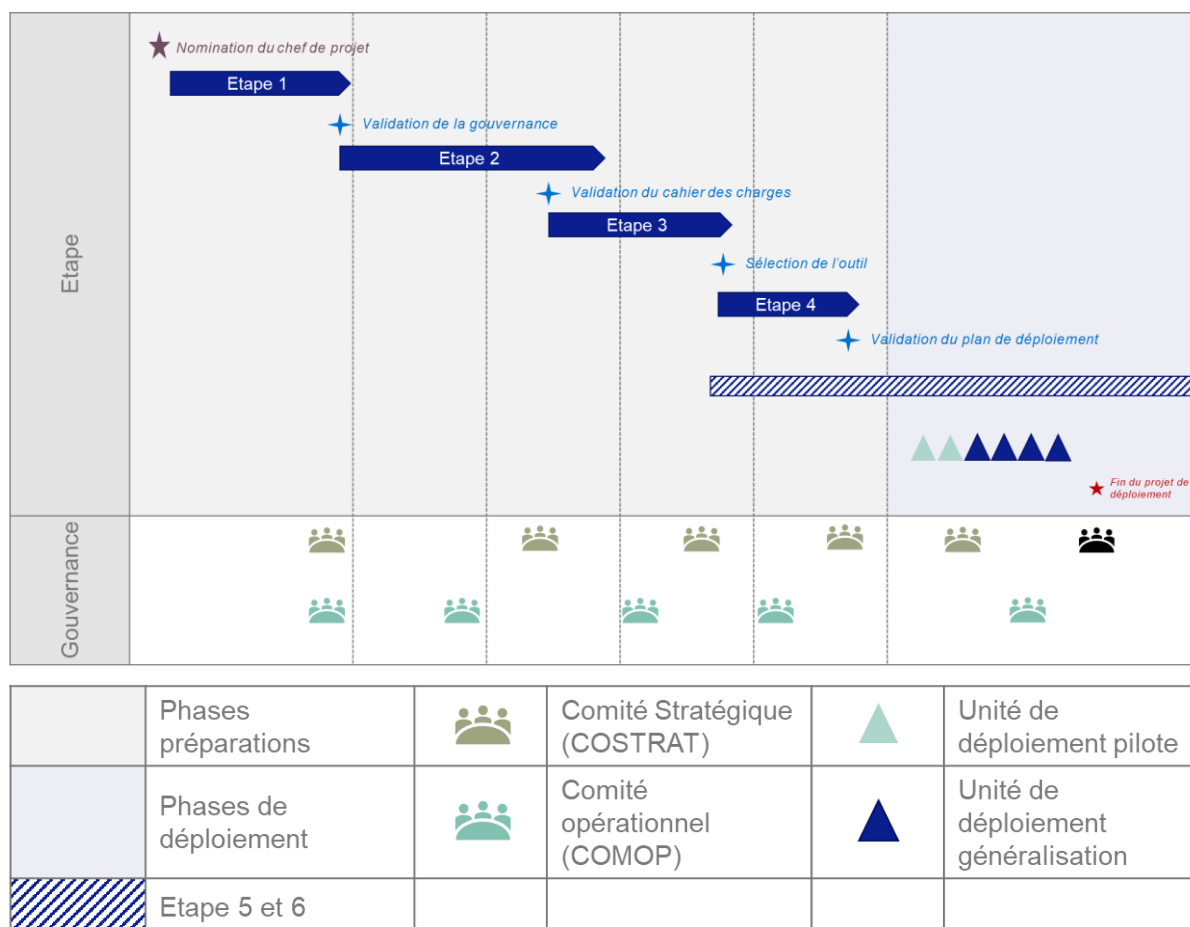 Nomination du chef de projet
Etape 1
Validation de la gouvernance
Etape 2
Validation du cahier des charges
Etape 3
Sélection de l'outil
Etape 4
Validation du plan de déploiement
Fin du projet de
déploiement
Etape
Gouvernance
Phases
préparations
Comité Stratégique
(COSTRAT)
Unité de
déploiement pilote
Phases de
déploiement
Comité
opérationnel
(COMOP)
Unité de
déploiement
généralisation
Etape 5 et 6